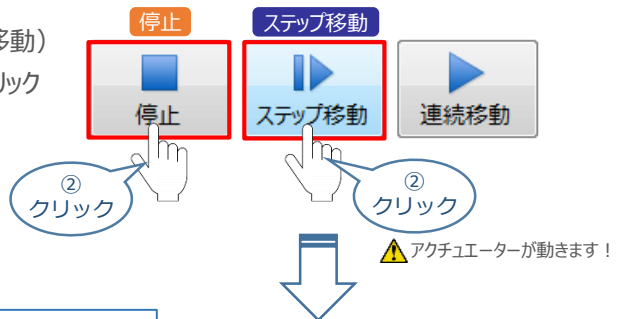 停止
ステップ移動
移動）
リック
停止
ステップ移動
連続移動
②
クリック
②
クリック
アクチュエーターが動きます！